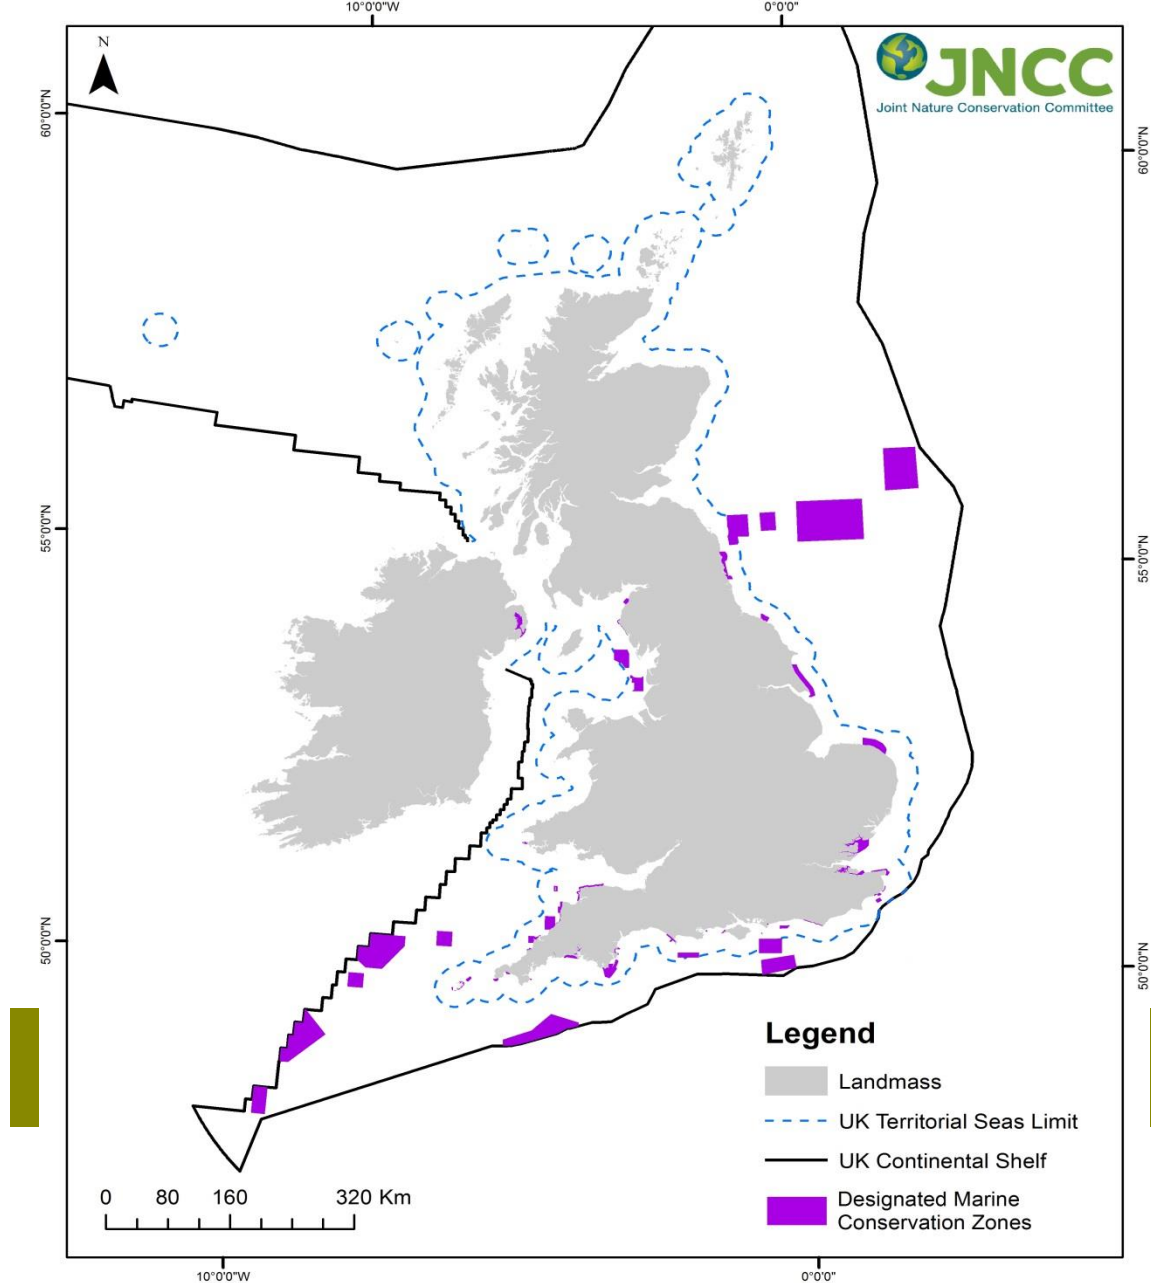 10°0'0"W 0°0'0"
N
JNCC
Joint Nature Conservation Committee
60°0'0"N
60°0'0"N
55°0'0"N
55°0'0"N
50°0'0"N
50°0'0"N
Legend
Landmass
UK Territorial Seas Limit
UK Continental Shelf
Designated Marine
Conservation Zones
0 80 160 320 Km
10°0'0"W 0°0'0"